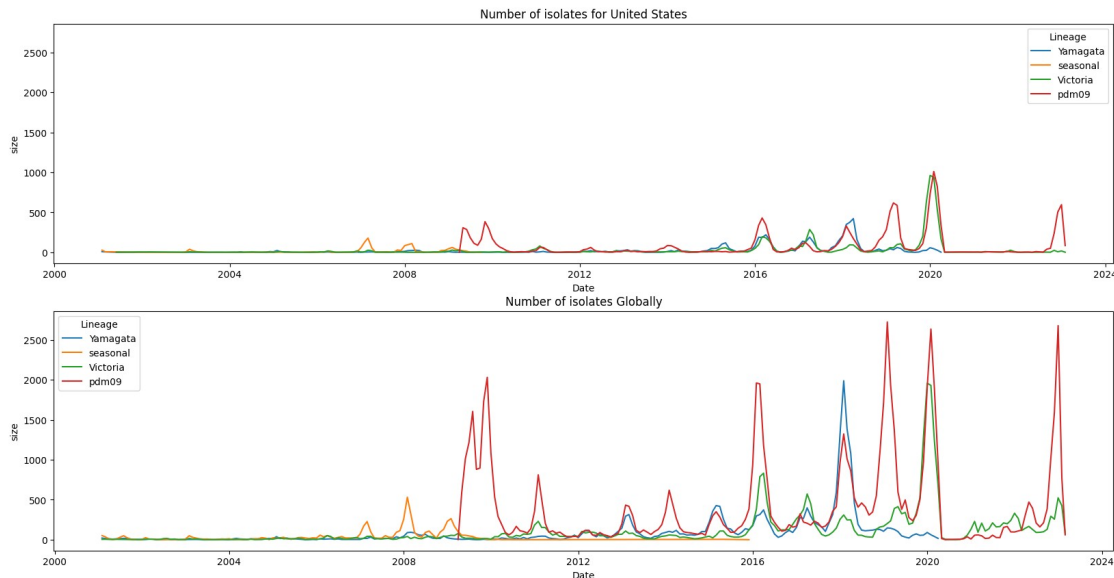 Number of isolates for United States
2500
2000
1500
1000
500
0
size
Lineage
Yamagata
seasonal
Victoria
pdm09
2000
2004
2008
2012
2016
2020
2024
Date
Number of isolates Globally
Lineage
Yamagata
seasonal
Victoria
pdm09
2500
2000
1500
1000
500
0
size
2000
2004
2008
2012
2016
2020
2024
Date